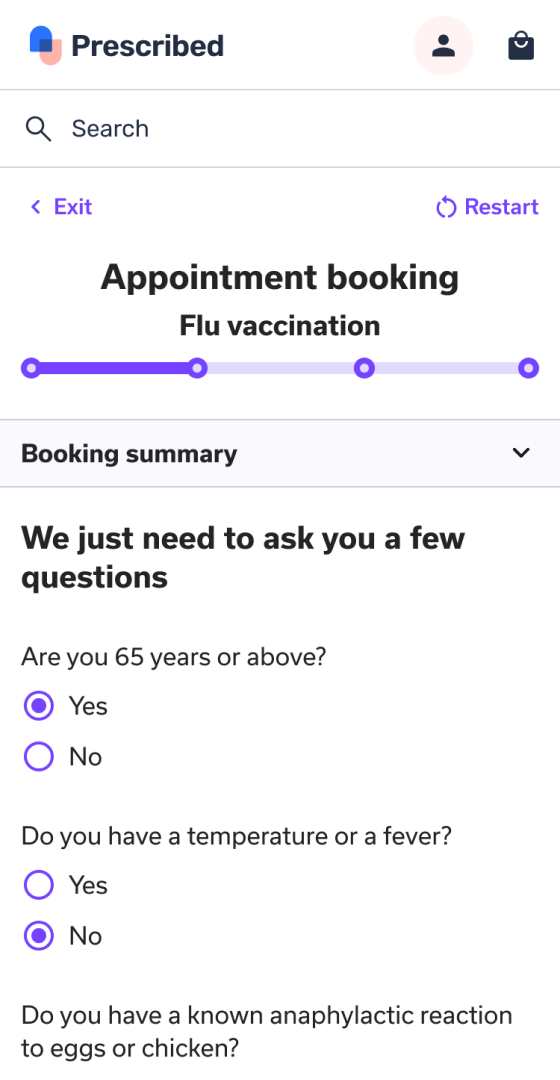 Prescribed
Search
Exit
Restart
Appointment booking
Flu vaccination
Booking summary
We just need to ask you a few
questions
Are you 65 years or above?
Yes
No
Do you have a temperature or a fever?
Yes
No
Do you have a known anaphylactic reaction
to eggs or chicken?